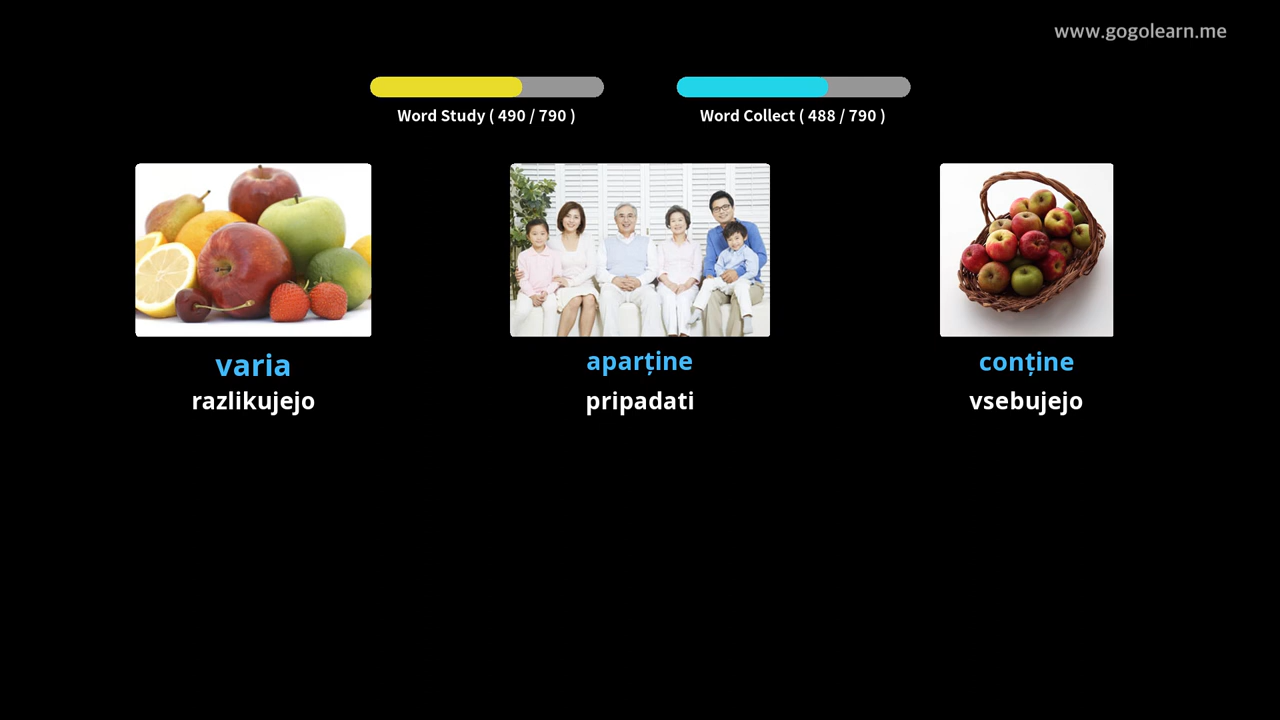 www.gogolearn.me
Word Study ( 490 / 790 )
Word Collect ( 488 / 790 )
varia
razlikujejo
aparține
pripadati
conține
vsebujejo